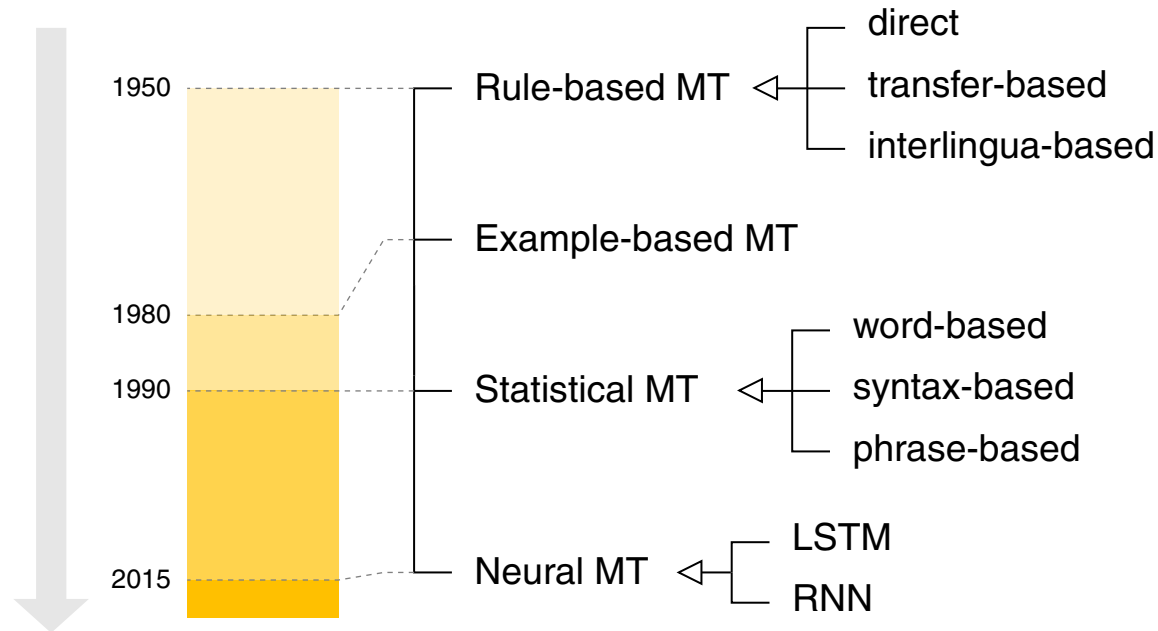 direct
1950 Rule-based MT transfer-based
interlingua-based
Example-based MT
1980
word-based
1990 Statistical MT syntax-based
phrase-based
LSTM
2015 Neural MT
RNN